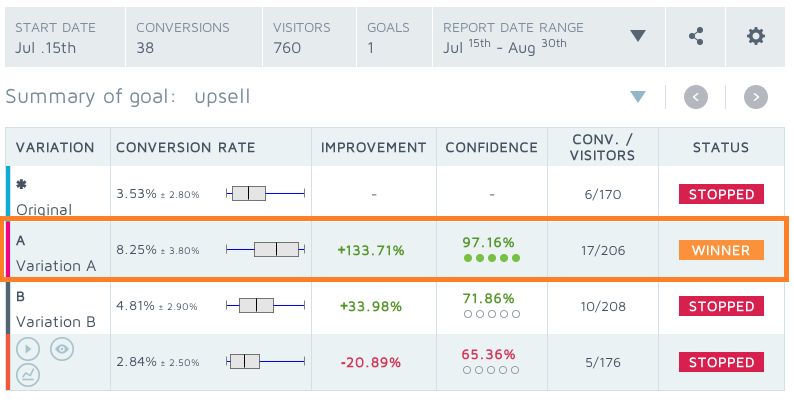 START DATE CONVERSIONS VISITORS GOALS REPORT DATE RANGE
Jul .15th 38 760 1 Jul 15th - Aug 30th
Summary of goal: upsell
VARIATION CONVERSION RATE IMPROVEMENT CONFIDENCE CONV. / VISITORS STATUS
✱
Original 3.53% ± 2.80% - - 6/170 STOPPED
A
Variation A 8.25% ± 3.80% +133.71% 97.16% 17/206 WINNER
B
Variation B 4.81% ± 2.90% +33.98% 71.86% 10/208 STOPPED
2.84% ± 2.50% -20.89% 65.36% 5/176 STOPPED